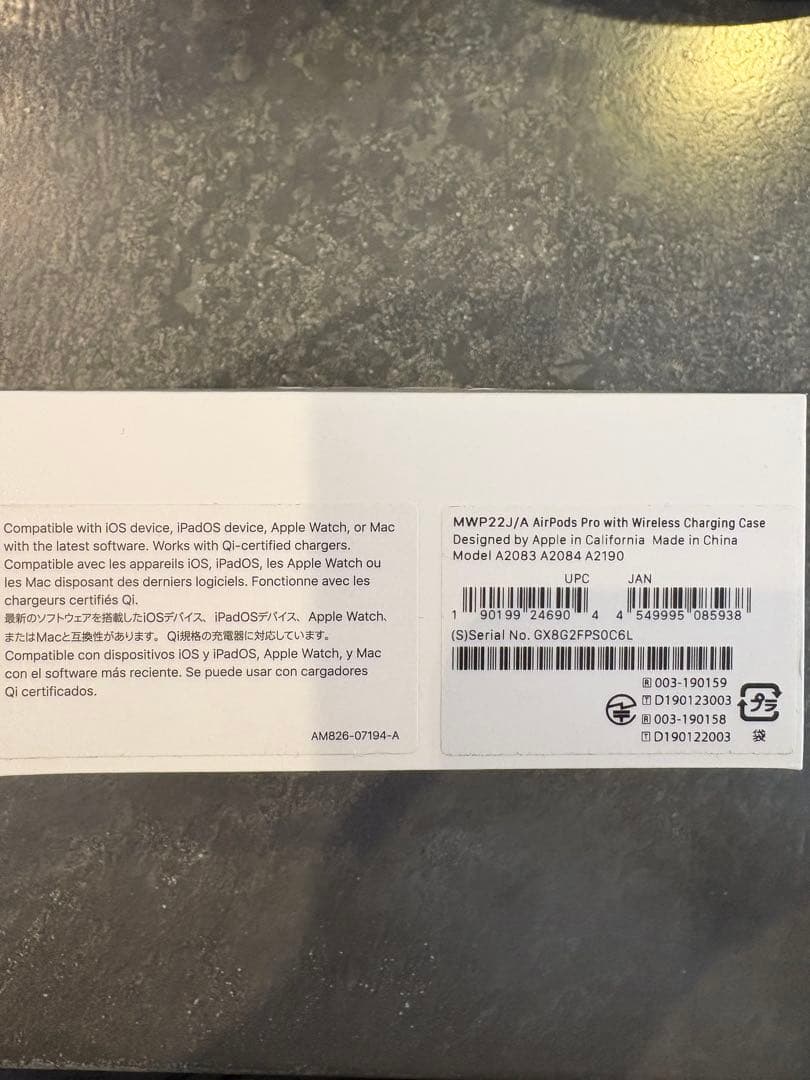 Compatible with iOS device, iPadOS device, Apple Watch, or Mac
with the latest software. Works with Qi-certified chargers.
Compatible avec les appareils iOS, iPadOS, les Apple Watch ou
les Mac disposant des derniers logiciels. Fonctionne avec les
chargeurs certifiés Qi.
最新のソフトウェアを搭載したiOSデバイス、iPadOSデバイス、Apple Watch、
またはMacと互換性があります。Qi規格の充電器に対応しています。
Compatible con dispositivos iOS y iPadOS, Apple Watch, y Mac
con el software más reciente. Se puede usar con cargadores
Qi certificados.
AM826-07194-A
MWP22J/A AirPods Pro with Wireless Charging Case
Designed by Apple in California Made in China
Model A2083 A2084 A2190
UPC JAN
1 90199 24690 4 4 549995 085938
(S)Serial No. GX8G2FPS0C6L
R 003-190159
T D190123003
R 003-190158
T D190122003
プラ
袋